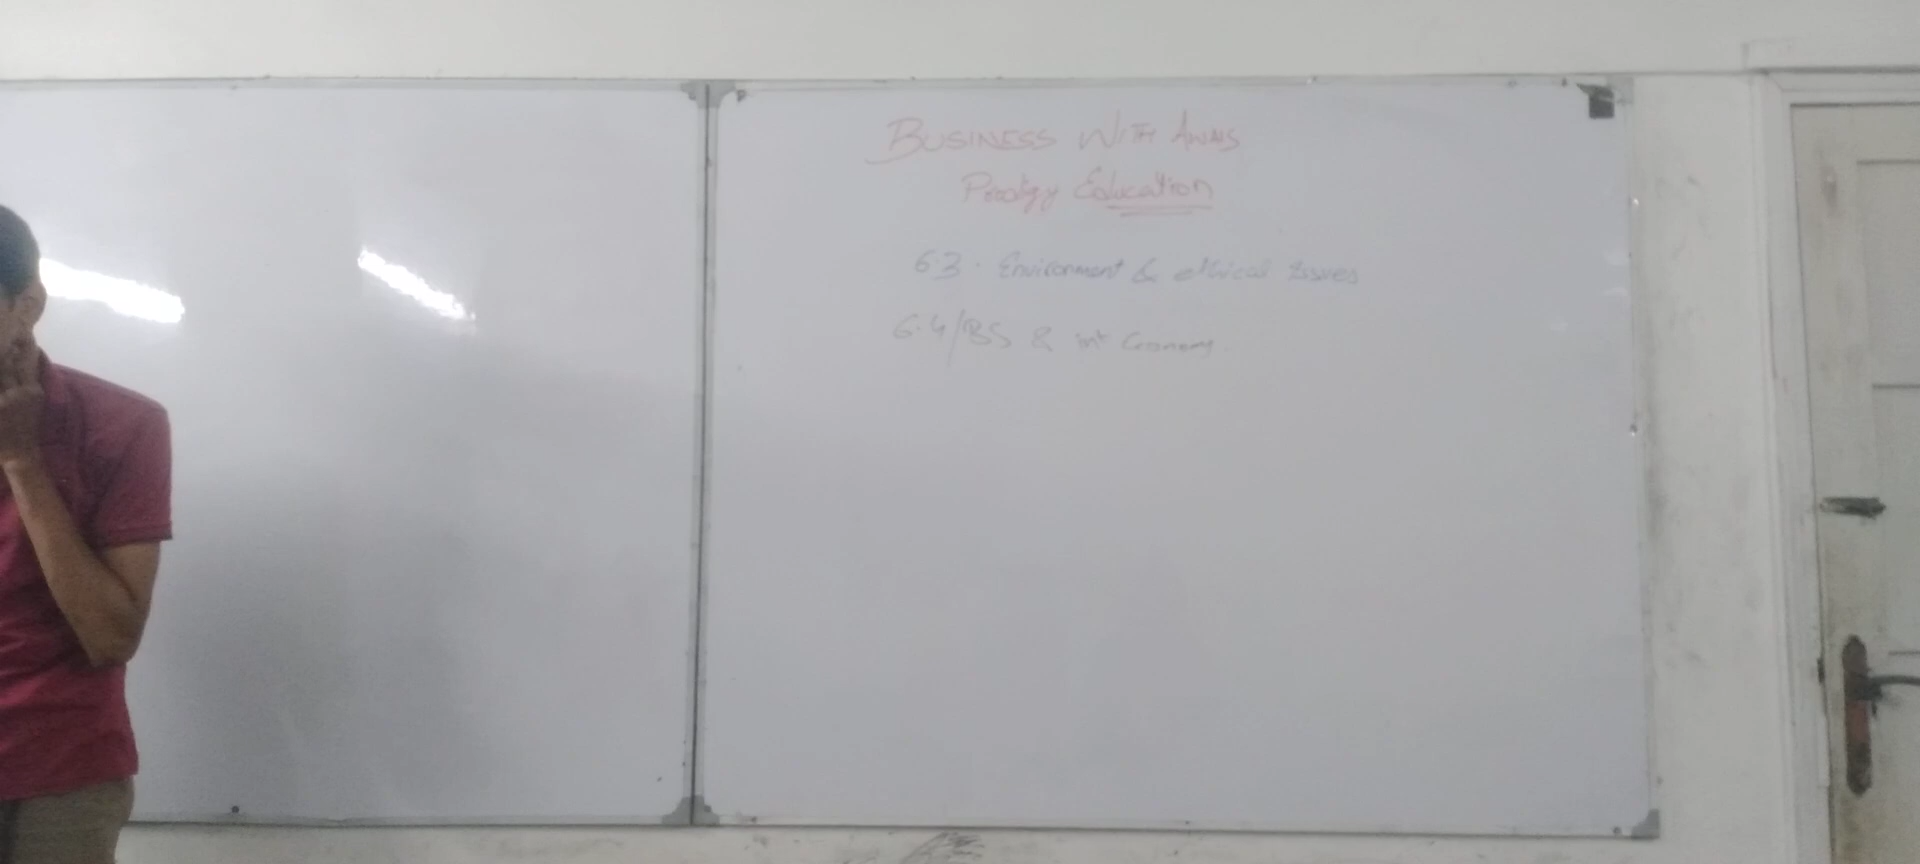 BUSINESS WITH AWAIS
Prodigy Education
6.3. Environment & ethical issues
6.4/BS & int Economy.